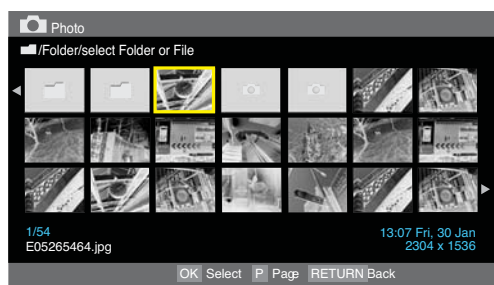 Photo
/Folder/select Folder or File
1/54
13:07 Fri, 30 Jan
E05265464.jpg
2304 x 1536
OK Select P Page RETURN Back